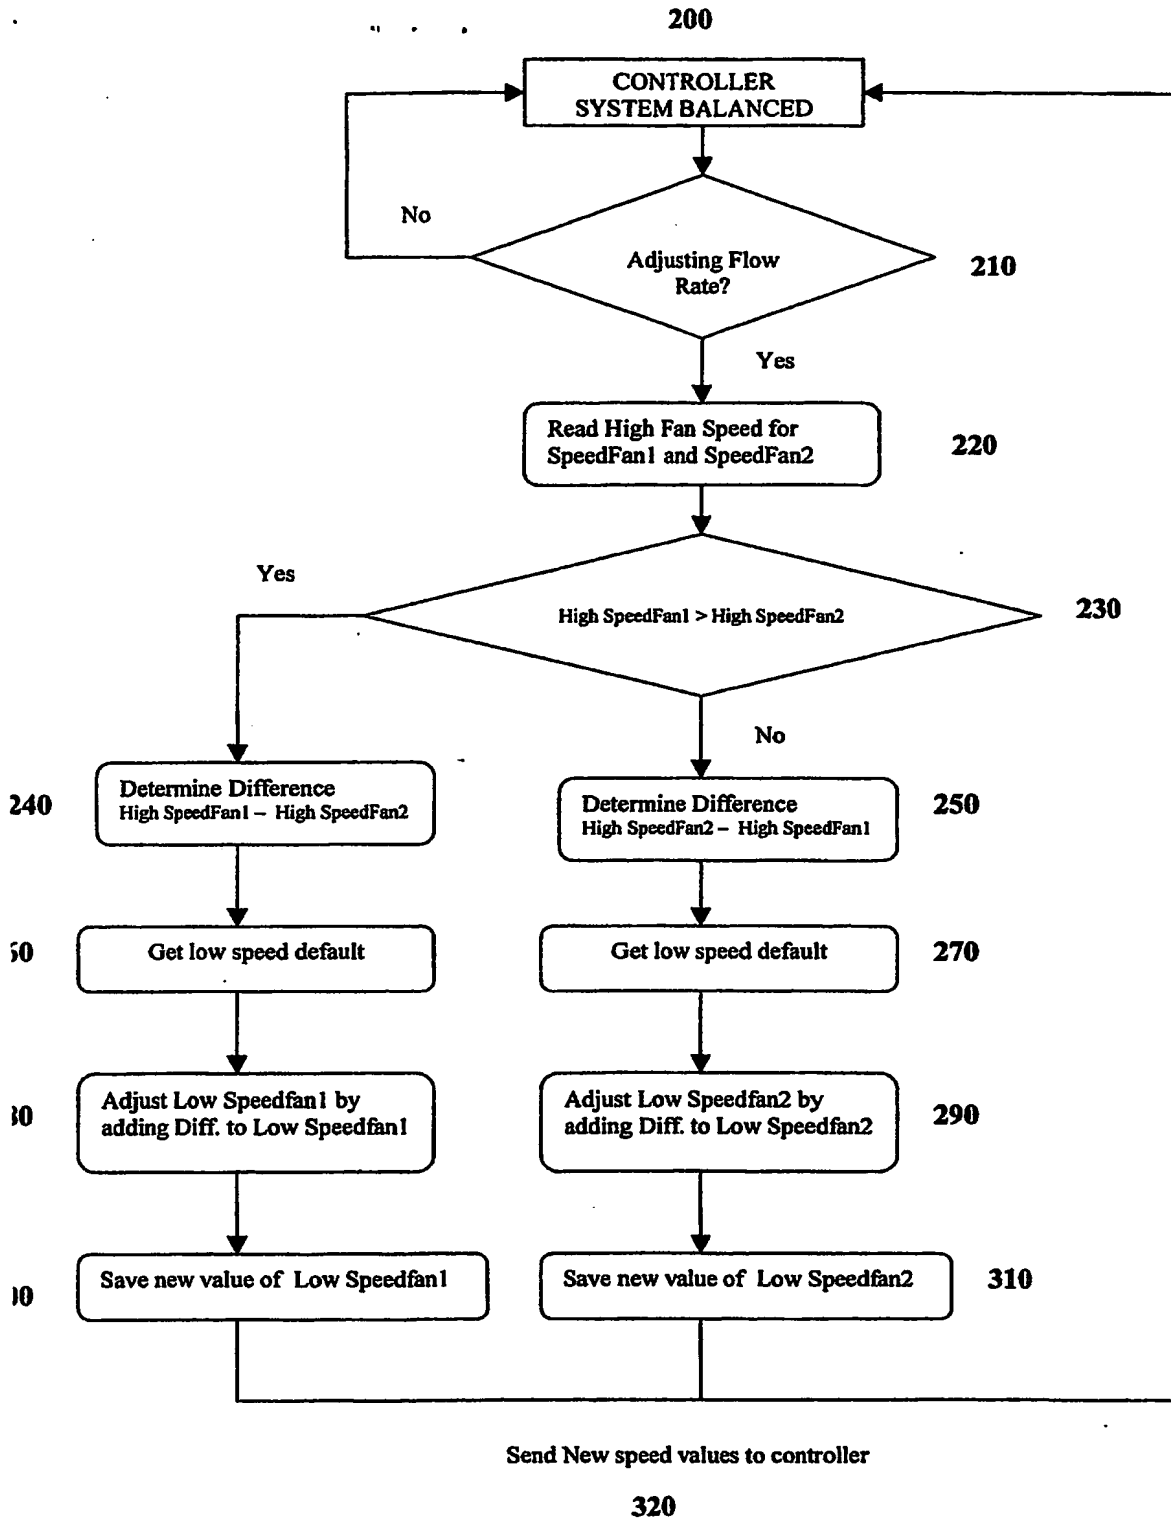 200
CONTROLLER
SYSTEM BALANCED
No
Adjusting Flow
Rate?
210
Yes
Read High Fan Speed for
SpeedFan1 and SpeedFan2
220
Yes
High SpeedFan1 > High SpeedFan2
230
No
240
Determine Difference
High SpeedFan1 – High SpeedFan2
Determine Difference
High SpeedFan2 – High SpeedFan1
250
Get low speed default
Get low speed default
270
Adjust Low Speedfan1 by
adding Diff. to Low Speedfan1
Adjust Low Speedfan2 by
adding Diff. to Low Speedfan2
290
Save new value of Low Speedfan1
Save new value of Low Speedfan2
310
Send New speed values to controller
320